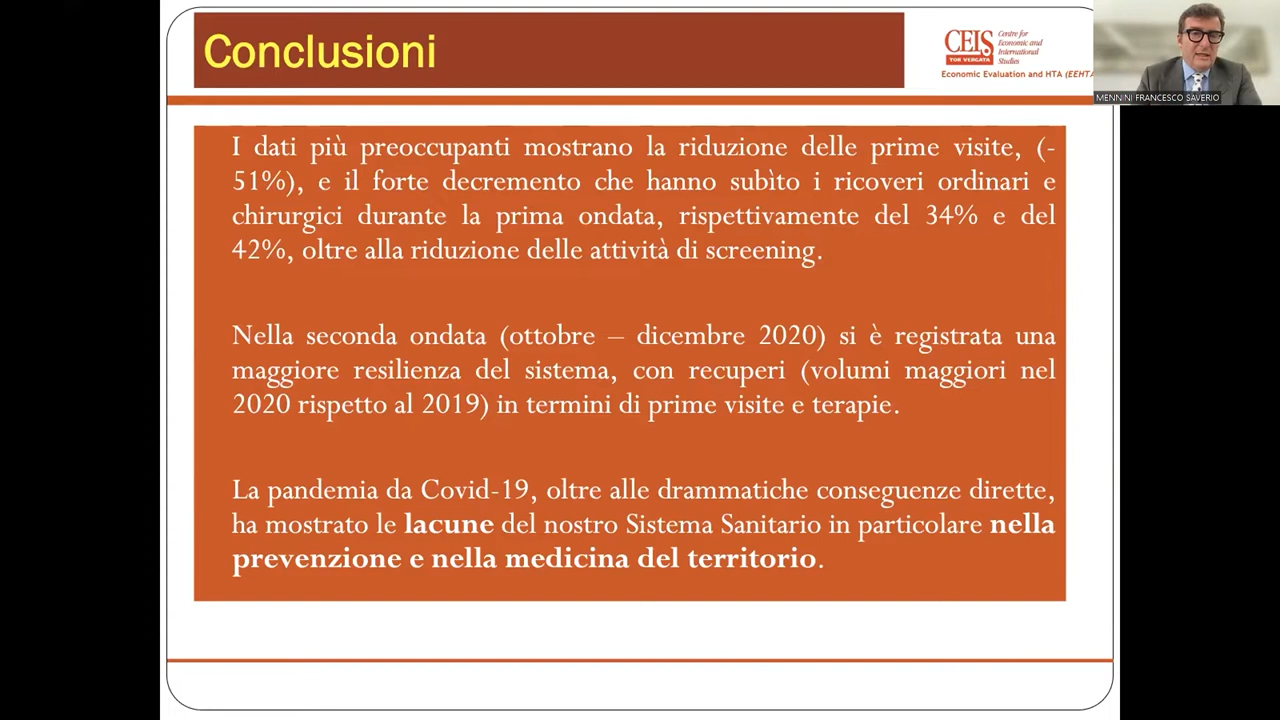 Conclusioni
CEIS
TOR VERGATA
Centre for
Economic and
International
Studies
Economic Evaluation and HTA (EEHTA
MENNINI FRANCESCO SAVERIO
I dati più preoccupanti mostrano la riduzione delle prime visite, (-
51%), e il forte decremento che hanno subìto i ricoveri ordinari e
chirurgici durante la prima ondata, rispettivamente del 34% e del
42%, oltre alla riduzione delle attività di screening.
Nella seconda ondata (ottobre – dicembre 2020) si è registrata una
maggiore resilienza del sistema, con recuperi (volumi maggiori nel
2020 rispetto al 2019) in termini di prime visite e terapie.
La pandemia da Covid-19, oltre alle drammatiche conseguenze dirette,
ha mostrato le lacune del nostro Sistema Sanitario in particolare nella
prevenzione e nella medicina del territorio.